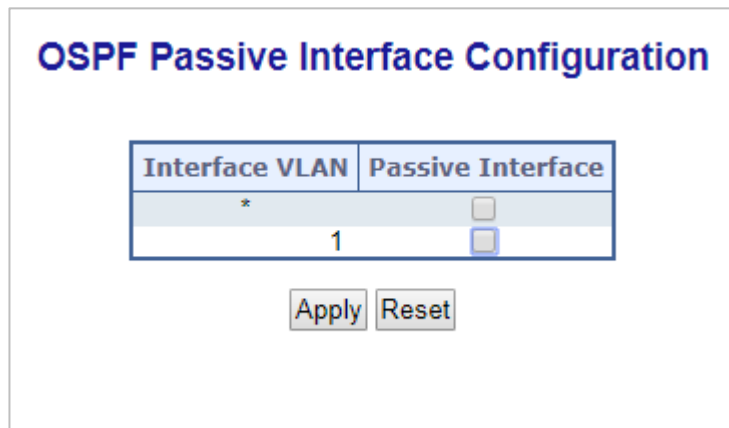 OSPF Passive Interface Configuration
Interface VLAN Passive Interface
*
1
Apply Reset